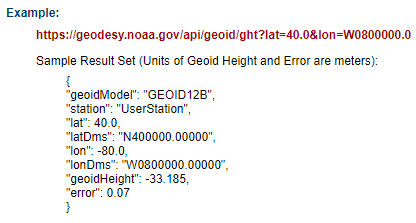 Example:
https://geodesy.noaa.gov/api/geoid/ght?lat=40.0&lon=W0800000.0
Sample Result Set (Units of Geoid Height and Error are meters):
{
"geoidModel": "GEOID12B",
"station": "UserStation",
"lat": 40.0,
"latDms": "N400000.00000",
"lon": -80.0,
"lonDms": "W0800000.00000",
"geoidHeight": -33.185,
"error": 0.07
}